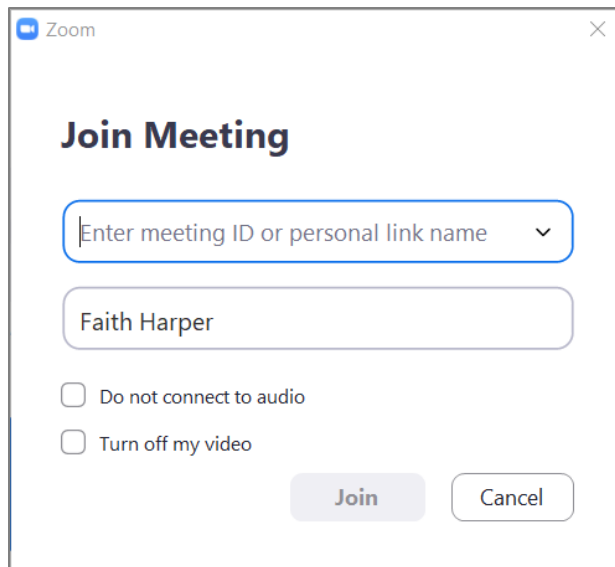 Zoom
Join Meeting
Enter meeting ID or personal link name
Faith Harper
Do not connect to audio
Turn off my video
Join Cancel